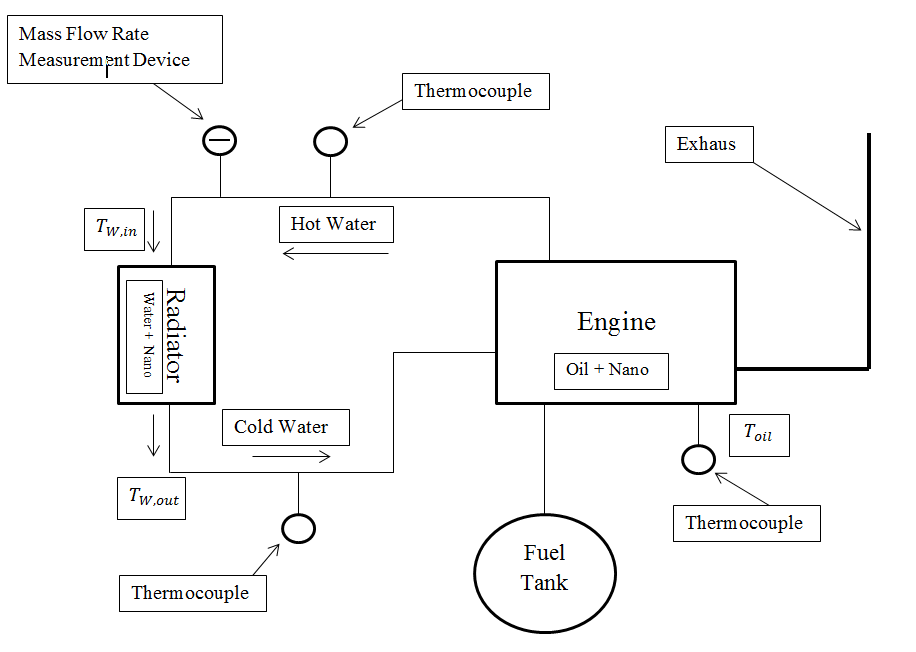 Mass Flow Rate
Measurement Device
Thermocouple
Exhaus
T_{W,in}
Hot Water
Radiator
Water + Nano
Engine
Oil + Nano
Cold Water
T_{oil}
T_{W,out}
Thermocouple
Fuel
Tank
Thermocouple